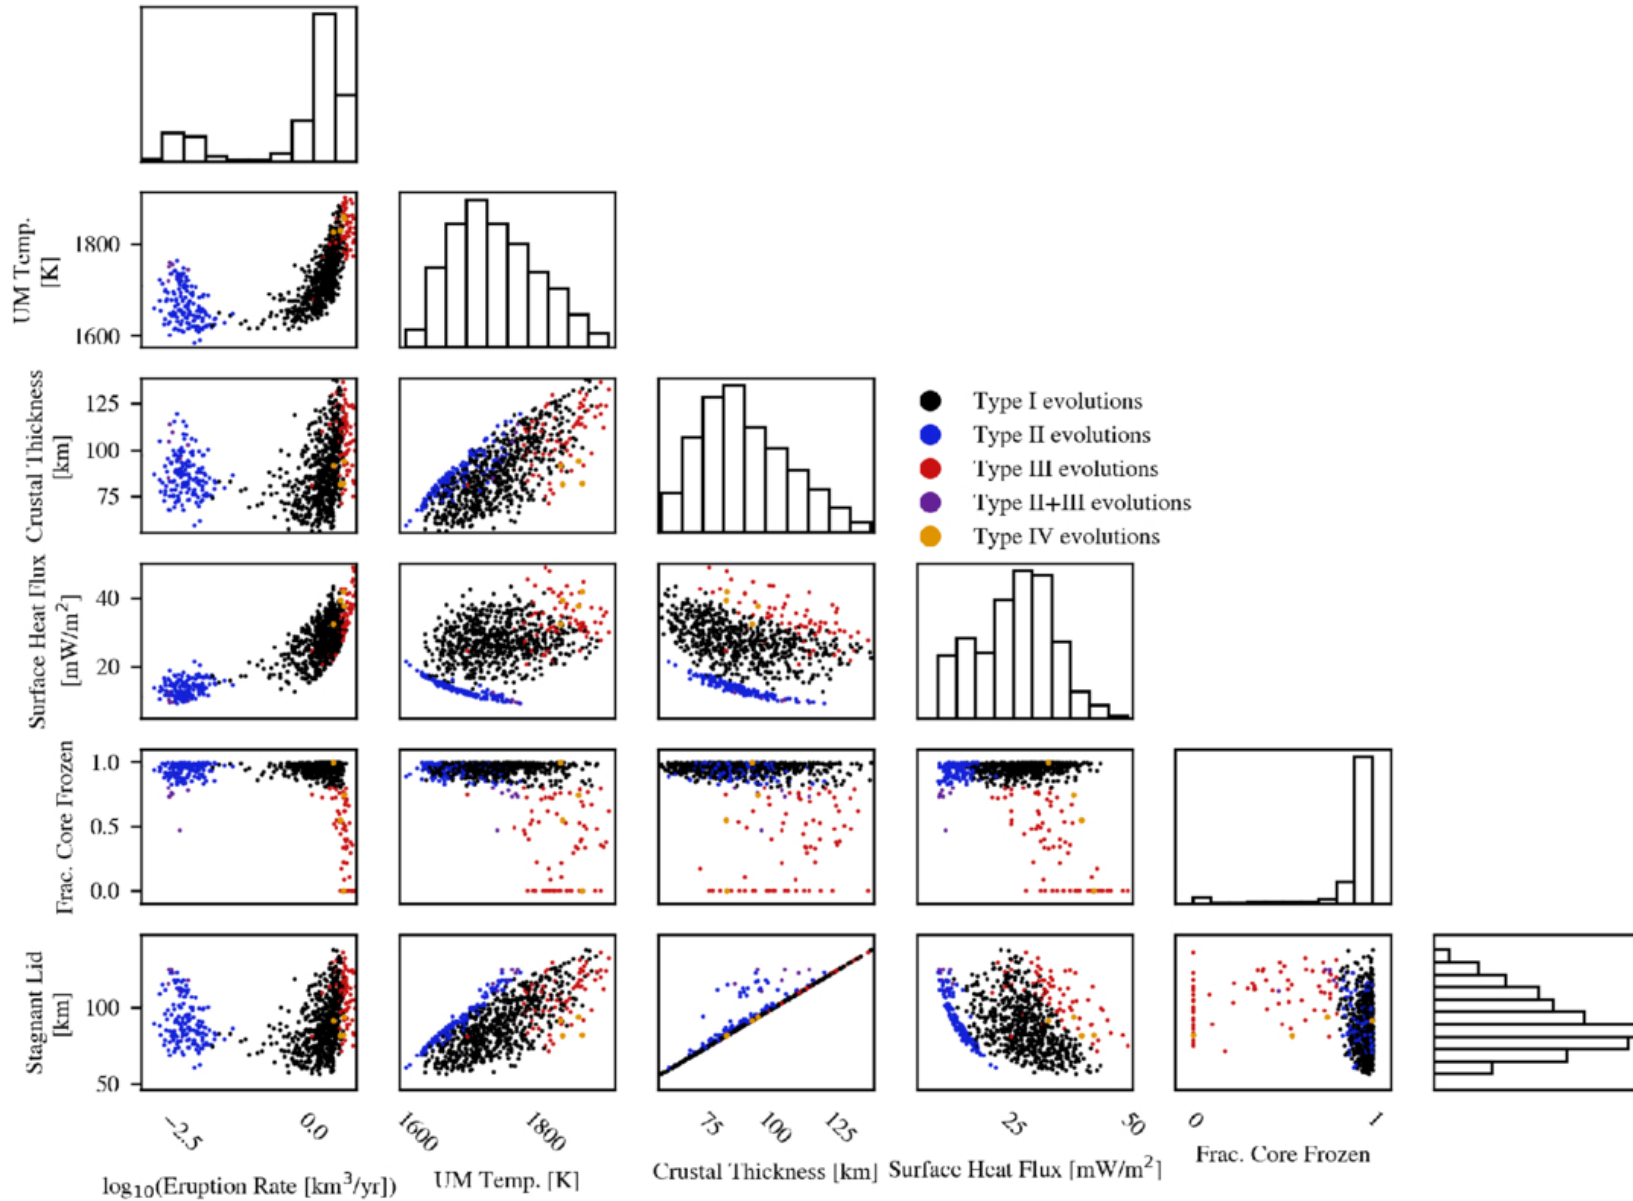 UM Temp.
[K]
1800
1600
Crustal Thickness
[km]
125
100
75
Type I evolutions
Type II evolutions
Type III evolutions
Type II+III evolutions
Type IV evolutions
Surface Heat Flux
[mW/m²]
40
20
Frac. Core Frozen
1.0
0.5
0.0
Stagnant Lid
[km]
100
50
−2.5
0.0
1600
1800
75
100
125
25
50
0
1
log₁₀(Eruption Rate [km³/yr])
UM Temp. [K]
Crustal Thickness [km]
Surface Heat Flux [mW/m²]
Frac. Core Frozen